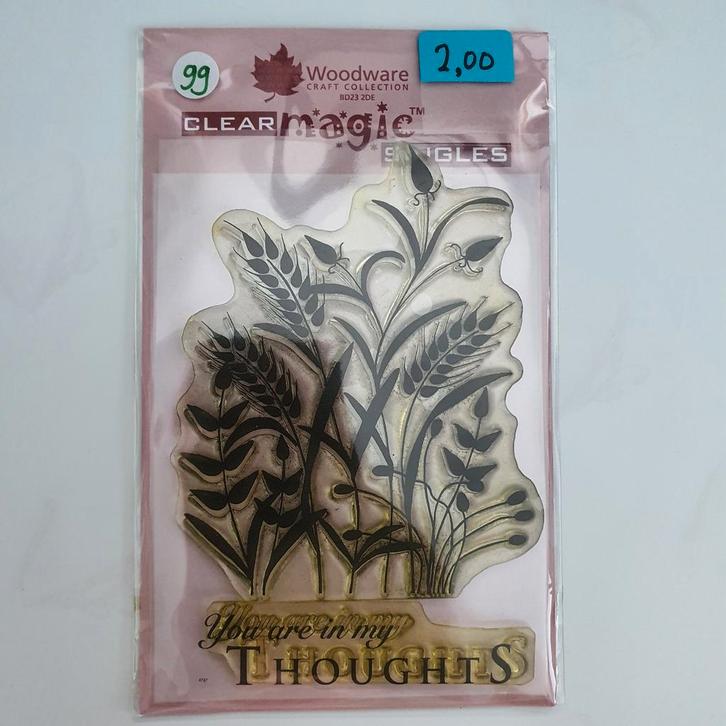 99
2,00
Woodware
CRAFT COLLECTION
BD23 2DE
CLEAR magic™
SINGLES
You are in my
THOUGHTS